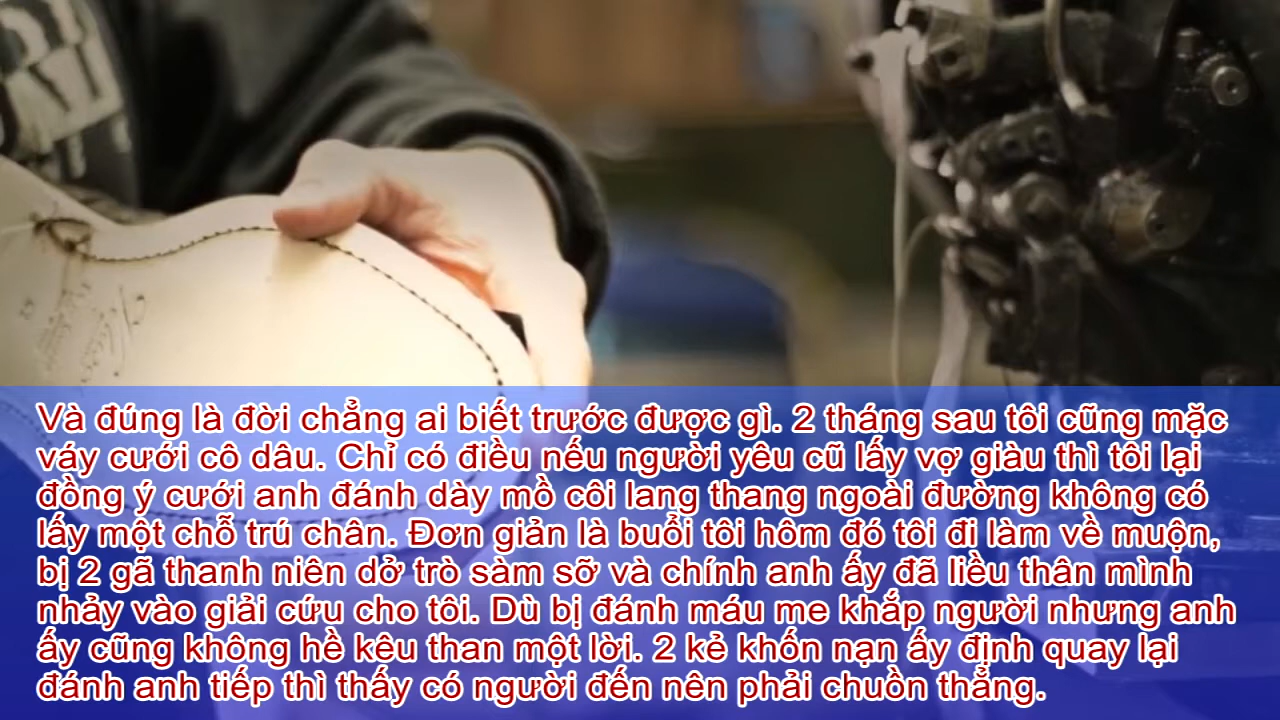 Và đúng là đời chẳng ai biết trước được gì. 2 tháng sau tôi cũng mặc
váy cưới cô dâu. Chỉ có điều nếu người yêu cũ lấy vợ giàu thì tôi lại
đồng ý cưới anh đánh dày mồ côi lang thang ngoài đường không có
lấy một chỗ trú chân. Đơn giản là buổi tôi hôm đó tôi đi làm về muộn,
bị 2 gã thanh niên dở trò sàm sỡ và chính anh ấy đã liều thân mình
nhảy vào giải cứu cho tôi. Dù bị đánh máu me khắp người nhưng anh
ấy cũng không hề kêu than một lời. 2 kẻ khốn nạn ấy định quay lại
đánh anh tiếp thì thấy có người đến nên phải chuồn thẳng.